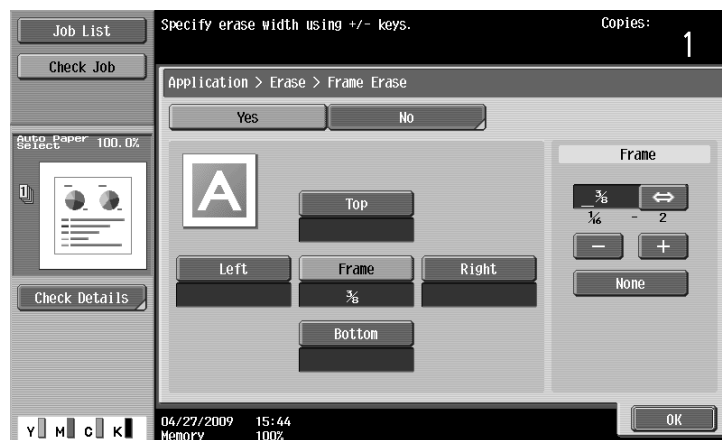 Job List
Check Job
Specify erase width using +/- keys.
Copies:
1
Application > Erase > Frame Erase
Yes
No
Auto Paper
Select
100.0%
1
A
Top
Left
Frame
Right
3/8
Bottom
Frame
3/8
1/16 - 2
- +
None
Check Details
Y M C K
04/27/2009 15:44
Memory 100%
OK